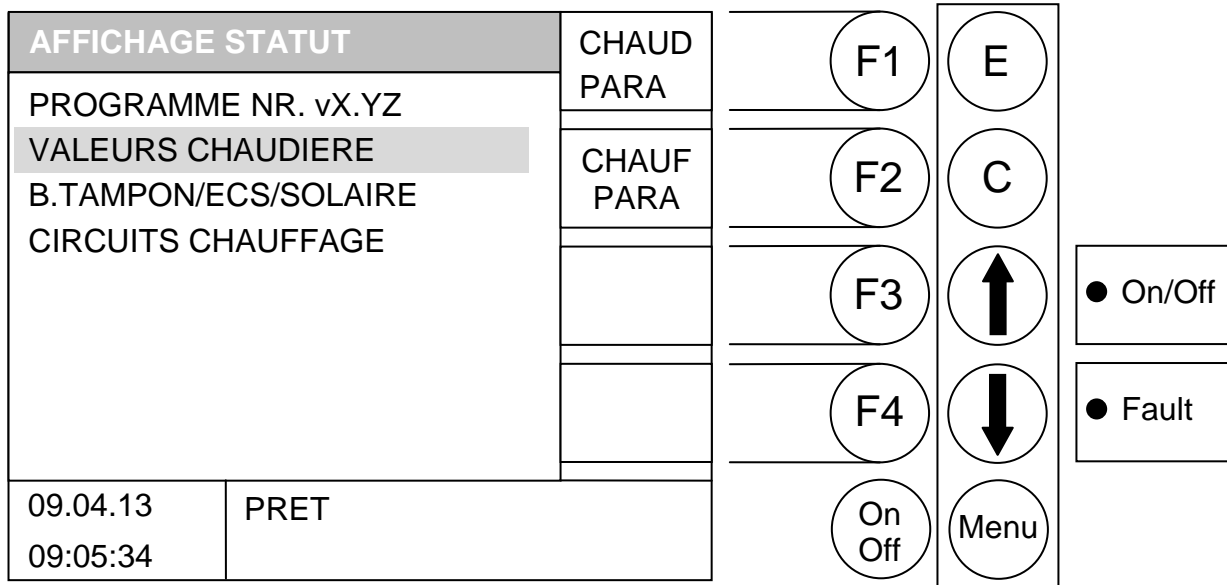 AFFICHAGE STATUT
PROGRAMME NR. vX.YZ
VALEURS CHAUDIERE
B.TAMPON/ECS/SOLAIRE
CIRCUITS CHAUFFAGE
CHAUD
PARA
CHAUF
PARA
09.04.13
09:05:34
PRET
F1
E
F2
C
F3
F4
On
Off
Menu
● On/Off
● Fault